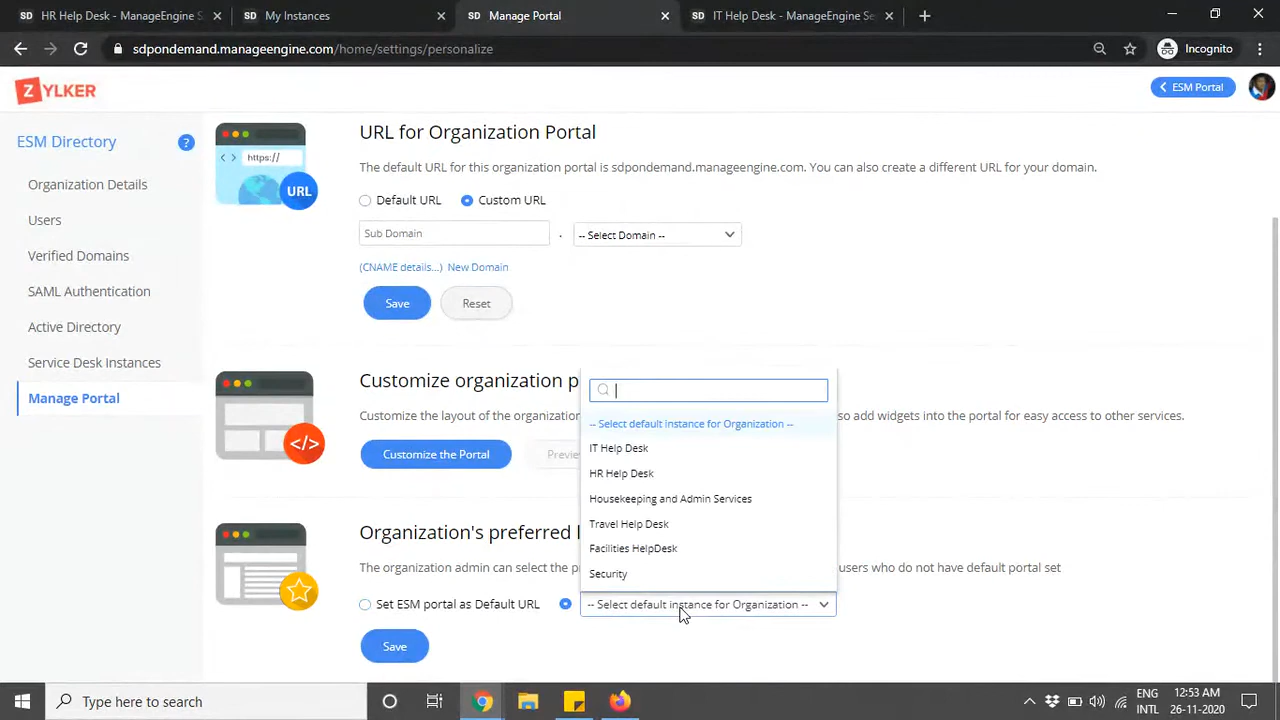 HR Help Desk - ManageEngine S
My Instances
Manage Portal
IT Help Desk - ManageEngine Se
sdpondemand.manageengine.com/home/settings/personalize
Incognito
ZYLKER
ESM Portal
ESM Directory
?
Organization Details
Users
Verified Domains
SAML Authentication
Active Directory
Service Desk Instances
Manage Portal
https://
URL
URL for Organization Portal
The default URL for this organization portal is sdpondemand.manageengine.com. You can also create a different URL for your domain.
Default URL
Custom URL
Sub Domain
.
-- Select Domain --
(CNAME details...) New Domain
Save
Reset
</>
Customize organization p
Customize the layout of the organization
so add widgets into the portal for easy access to other services.
Customize the Portal
Previe
-- Select default instance for Organization --
IT Help Desk
HR Help Desk
Housekeeping and Admin Services
Travel Help Desk
Facilities HelpDesk
Security
Organization's preferred
The organization admin can select the p
users who do not have default portal set
Set ESM portal as Default URL
-- Select default instance for Organization --
Save
Type here to search
ENG
INTL
12:53 AM
26-11-2020